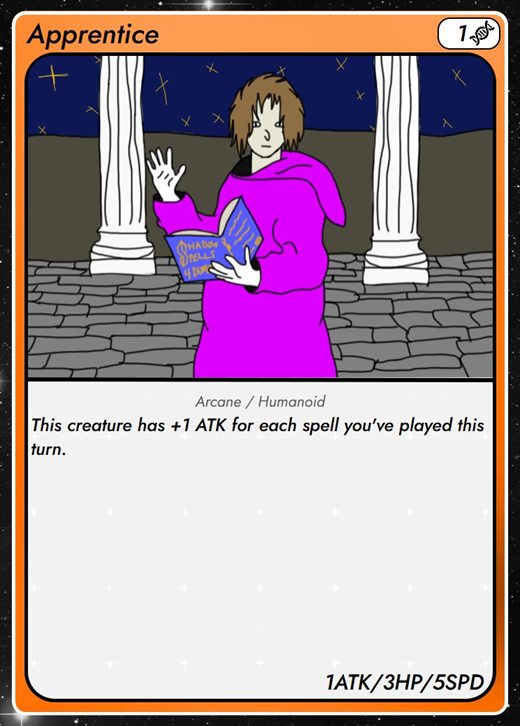 Apprentice
1
SHADOW
SPELLS
4 DUM
Arcane / Humanoid
This creature has +1 ATK for each spell you've played this
turn.
1ATK/3HP/5SPD